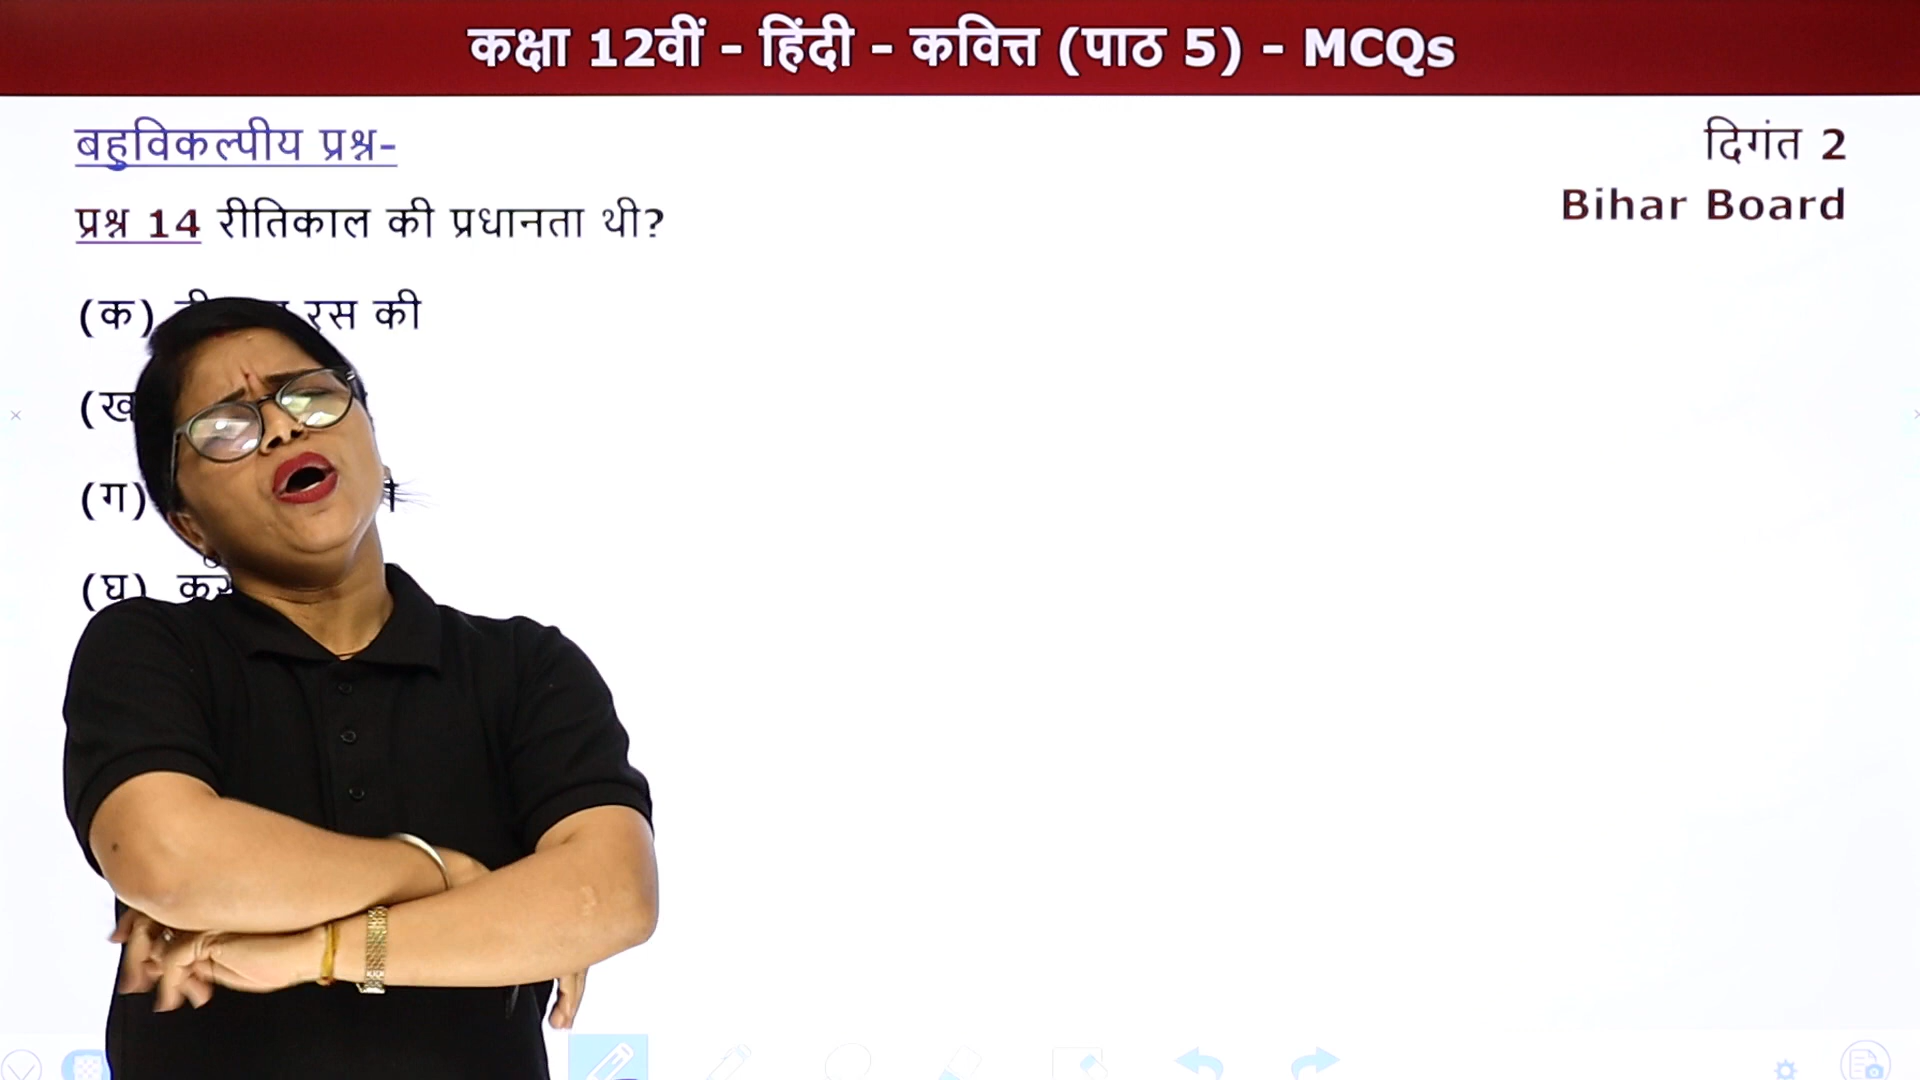 कक्षा 12वीं - हिंदी - कवित्त (पाठ 5) - MCQs
बहुविकल्पीय प्रश्न-
दिगंत 2
Bihar Board
प्रश्न 14 रीतिकाल की प्रधानता थी?
(क) रस की
(ख
(ग)
(घ)